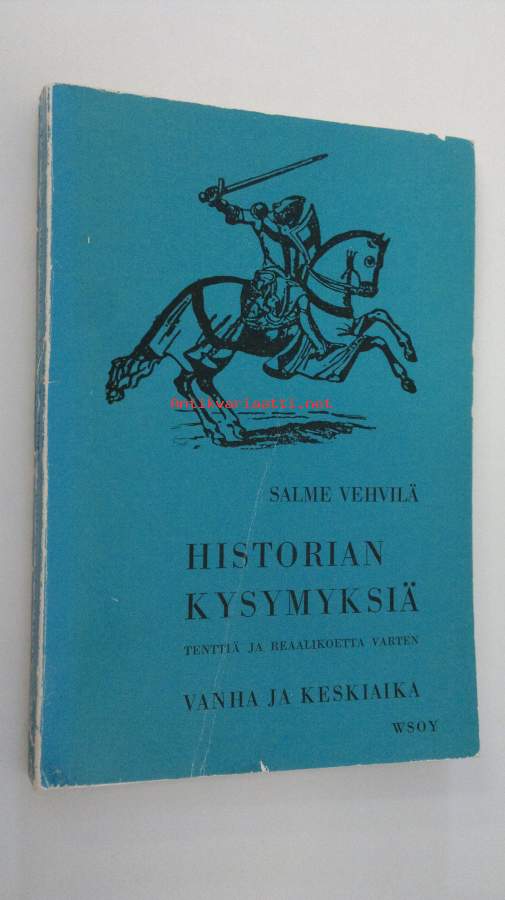 Antikvariaatti.net
SALME VEHVILÄ
HISTORIAN
KYSYMYKSIÄ
TENTTIÄ JA REAALIKOETTA VARTEN
VANHA JA KESKIAIKA
WSOY